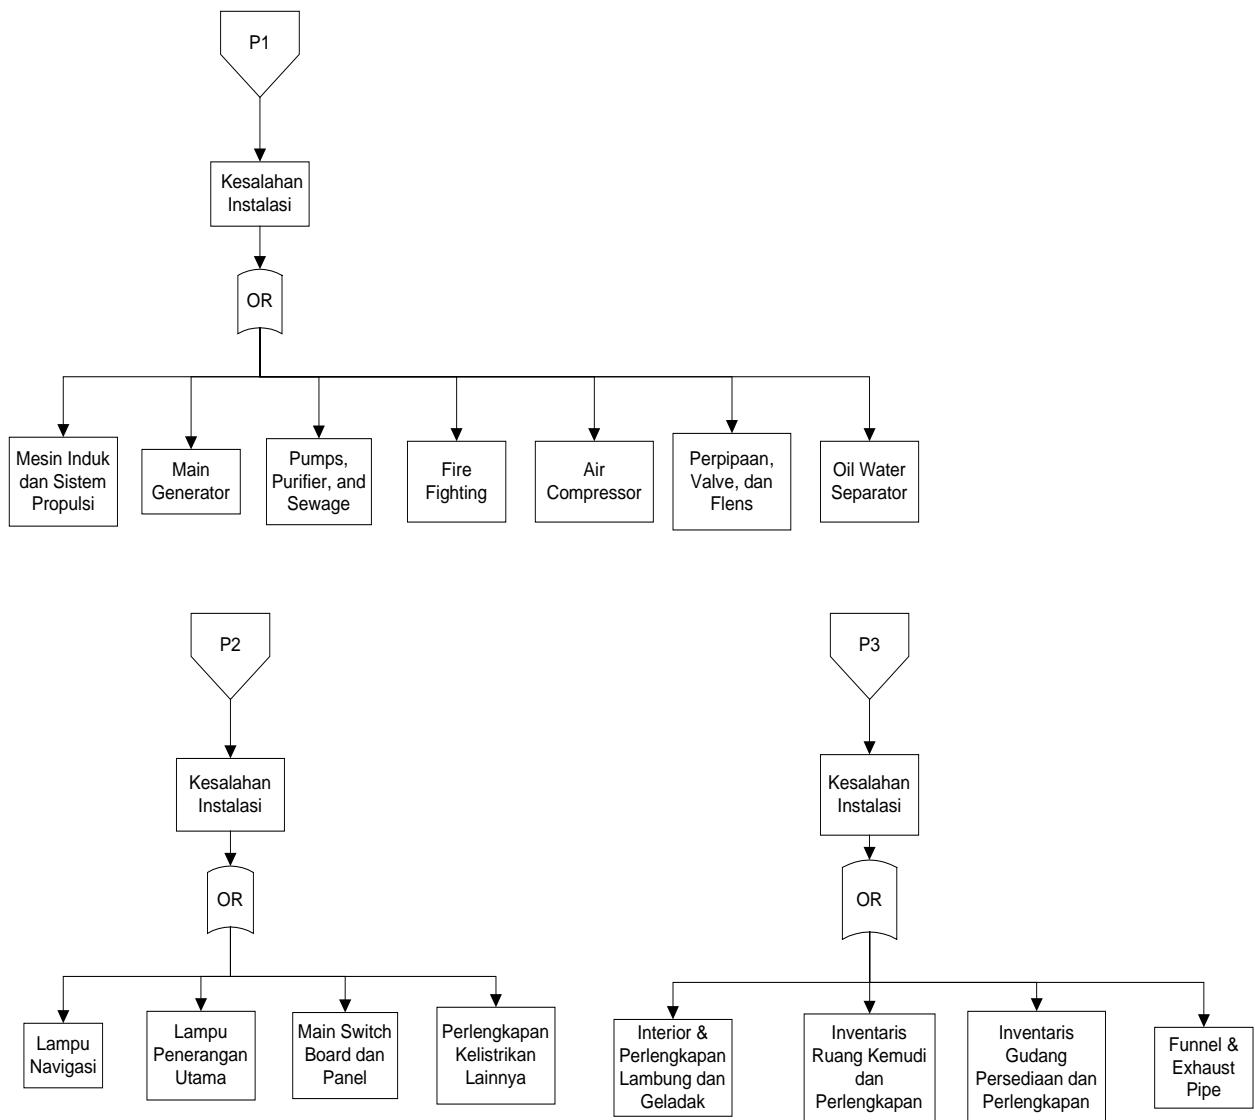 P1
Kesalahan
Instalasi
OR
Mesin Induk
dan Sistem
Propulsi
Main
Generator
Pumps,
Purifier, and
Sewage
Fire
Fighting
Air
Compressor
Perpipaan,
Valve, dan
Flens
Oil Water
Separator
P2
Kesalahan
Instalasi
OR
Lampu
Navigasi
Lampu
Penerangan
Utama
Main Switch
Board dan
Panel
Perlengkapan
Kelistrikan
Lainnya
P3
Kesalahan
Instalasi
OR
Interior &
Perlengkapan
Lambung dan
Geladak
Inventaris
Ruang Kemudi
dan
Perlengkapan
Inventaris
Gudang
Persediaan dan
Perlengkapan
Funnel &
Exhaust
Pipe